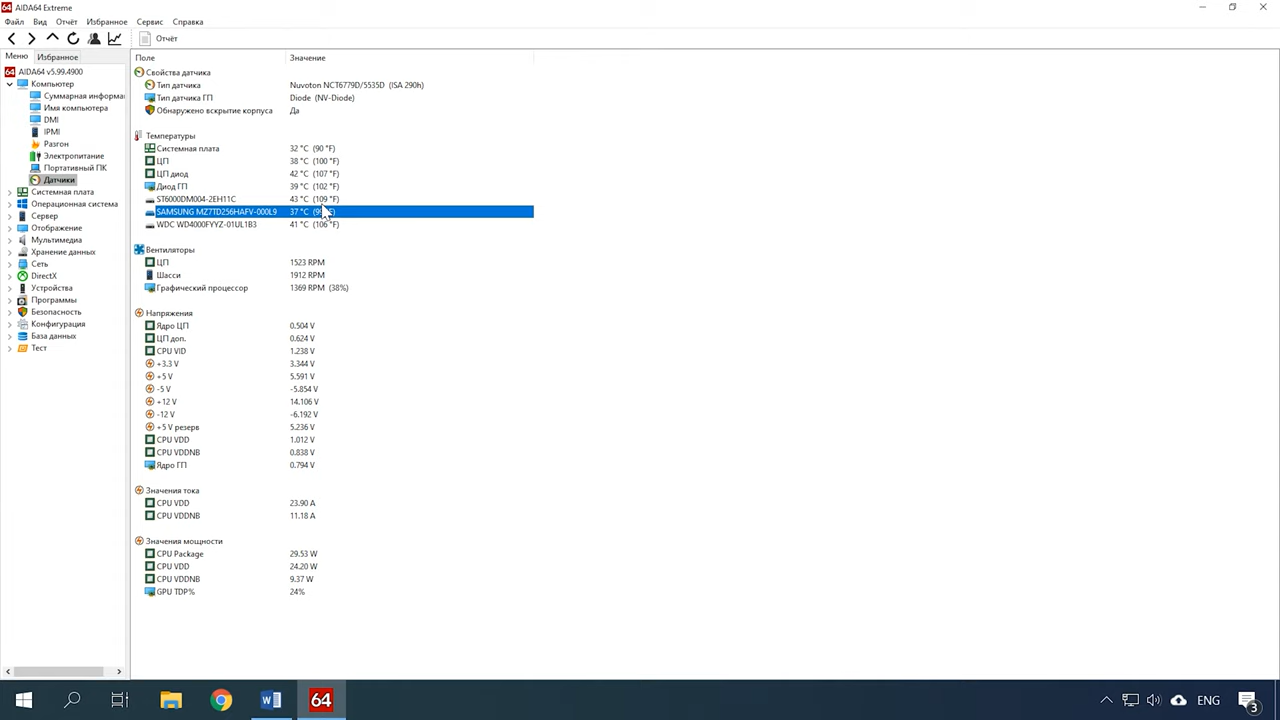 AIDA64 Extreme
Файл Вид Отчёт Избранное Сервис Справка
Отчёт
Меню Избранное
AIDA64 v5.99.4900
Компьютер
Суммарная информа
Имя компьютера
DMI
IPMI
Разгон
Электропитание
Портативный ПК
Датчики
Системная плата
Операционная система
Сервер
Отображение
Мультимедиа
Хранение данных
Сеть
DirectX
Устройства
Программы
Безопасность
Конфигурация
База данных
Тест
Поле Значение
Свойства датчика
Тип датчика Nuvoton NCT6779D/5535D (ISA 290h)
Тип датчика ГП Diode (NV-Diode)
Обнаружено вскрытие корпуса Да
Температуры
Системная плата 32 °C (90 °F)
ЦП 38 °C (100 °F)
ЦП диод 42 °C (107 °F)
Диод ГП 39 °C (102 °F)
ST6000DM004-2EH11C 43 °C (109 °F)
SAMSUNG MZ7TD256HAFV-000L9 37 °C
WDC WD4000FYYZ-01UL1B3 41 °C (106 °F)
Вентиляторы
ЦП 1523 RPM
Шасси 1912 RPM
Графический процессор 1369 RPM (38%)
Напряжения
Ядро ЦП 0.504 V
ЦП доп. 0.624 V
CPU VID 1.238 V
+3.3 V 3.344 V
+5 V 5.591 V
-5 V -5.854 V
+12 V 14.106 V
-12 V -6.192 V
+5 V резерв 5.236 V
CPU VDD 1.012 V
CPU VDDNB 0.838 V
Ядро ГП 0.794 V
Значения тока
CPU VDD 23.90 A
CPU VDDNB 11.18 A
Значения мощности
CPU Package 29.53 W
CPU VDD 24.20 W
CPU VDDNB 9.37 W
GPU TDP% 24%
64
ENG
3